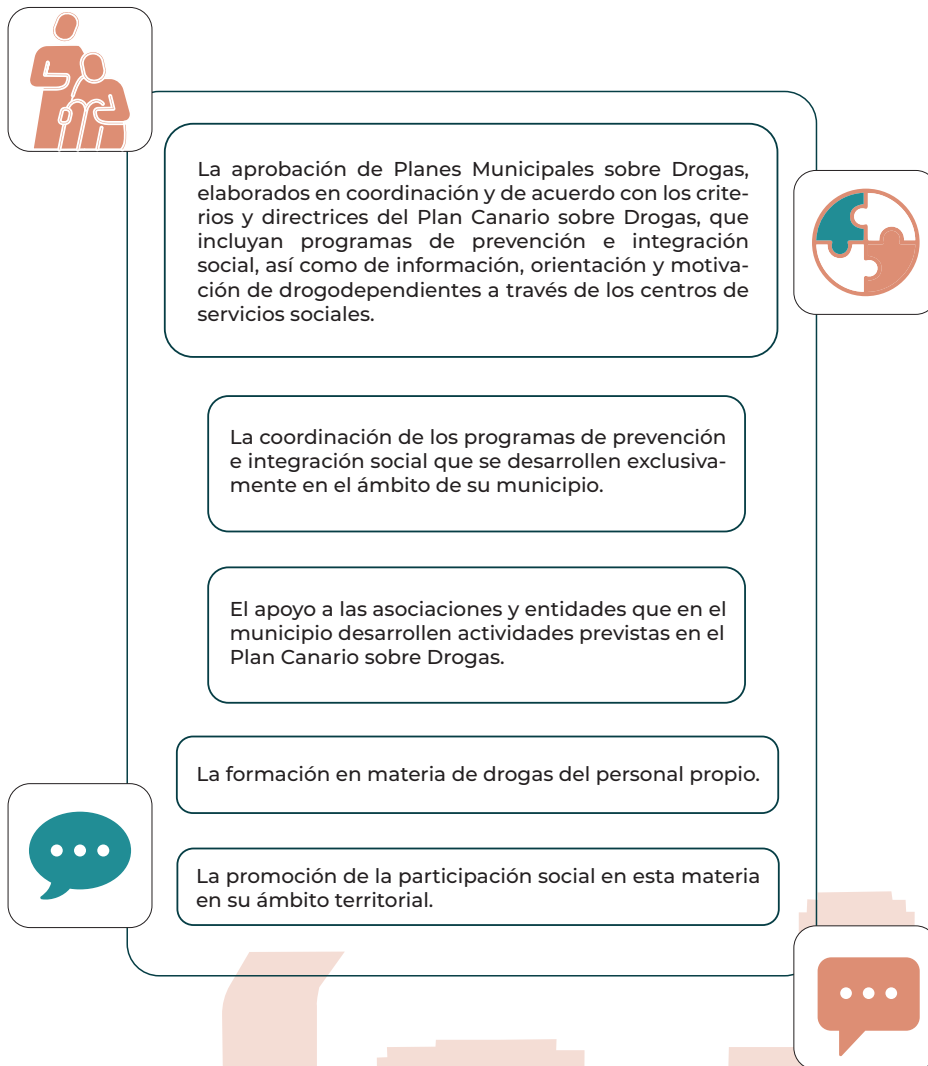 La aprobación de Planes Municipales sobre Drogas,
elaborados en coordinación y de acuerdo con los crite-
rios y directrices del Plan Canario sobre Drogas, que
incluyan programas de prevención e integración
social, así como de información, orientación y motiva-
ción de drogodependientes a través de los centros de
servicios sociales.
La coordinación de los programas de prevención
e integración social que se desarrollen exclusiva-
mente en el ámbito de su municipio.
El apoyo a las asociaciones y entidades que en el
municipio desarrollen actividades previstas en el
Plan Canario sobre Drogas.
La formación en materia de drogas del personal propio.
La promoción de la participación social en esta materia
en su ámbito territorial.